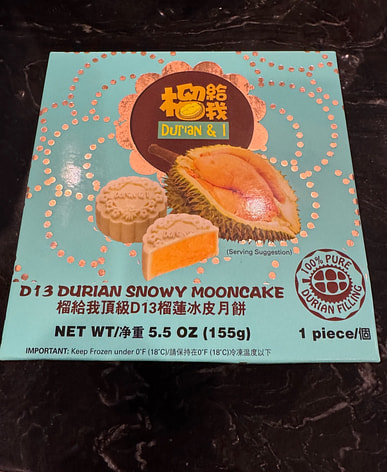 榴給我
DURIAN & I
(Serving Suggestion)
100% PURE
DURIAN FILLING
D13 DURIAN SNOWY MOONCAKE
榴給我頂級D13榴蓮冰皮月餅
NET WT/净重 5.5 OZ (155g)
1 piece/個
IMPORTANT: Keep Frozen under 0°F (18°C)/請保持在0°F (18°C)冷凍溫度以下